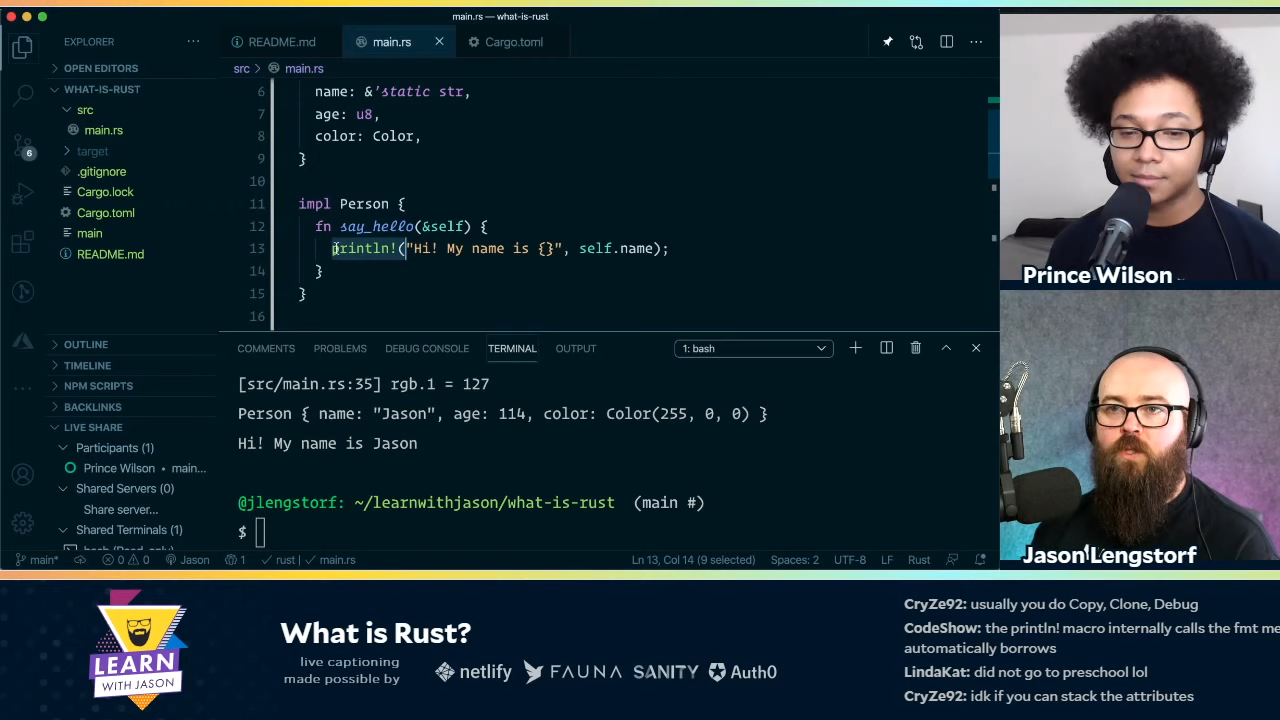 main.rs — what-is-rust
EXPLORER
OPEN EDITORS
WHAT-IS-RUST
src
main.rs
target
.gitignore
Cargo.lock
Cargo.toml
main
README.md
OUTLINE
TIMELINE
NPM SCRIPTS
BACKLINKS
LIVE SHARE
Participants (1)
Prince Wilson • main...
Shared Servers (0)
Share server...
Shared Terminals (1)
6
README.md
main.rs
Cargo.toml
src > main.rs
6 name: &'static str,
7 age: u8,
8 color: Color,
9 }
10
11 impl Person {
12 fn say_hello(&self) {
13 println!("Hi! My name is {}", self.name);
14 }
15 }
16
COMMENTS PROBLEMS DEBUG CONSOLE TERMINAL OUTPUT 1: bash
[src/main.rs:35] rgb.1 = 127
Person { name: "Jason", age: 114, color: Color(255, 0, 0) }
Hi! My name is Jason
@jlengstorf: ~/learnwithjason/what-is-rust (main #)
$
main* 0 0 Jason 1 rust main.rs Ln 13, Col 14 (9 selected) Spaces: 2 UTF-8 LF Rust
Prince Wilson
Jason Lengstorf
LEARN
WITH JASON
What is Rust?
live captioning
made possible by
netlify FAUNA SANITY Auth0
CryZe92: usually you do Copy, Clone, Debug
CodeShow: the println! macro internally calls the fmt me
automatically borrows
LindaKat: did not go to preschool lol
CryZe92: idk if you can stack the attributes